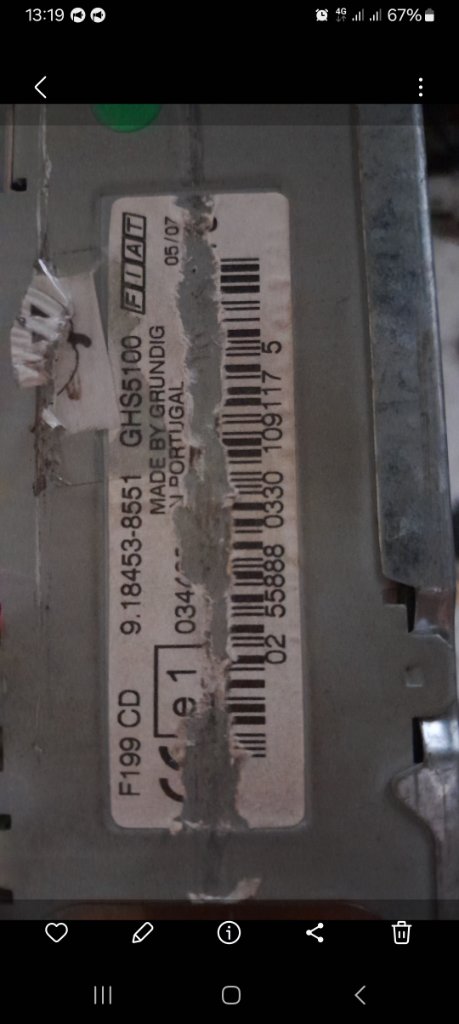 13:19
4G
67%
F199 CD 9.18453-8551 GHS5100 FIAT
MADE BY GRUNDIG 05/07
PORTUGAL
e 1
02 55888 0330 109117 5